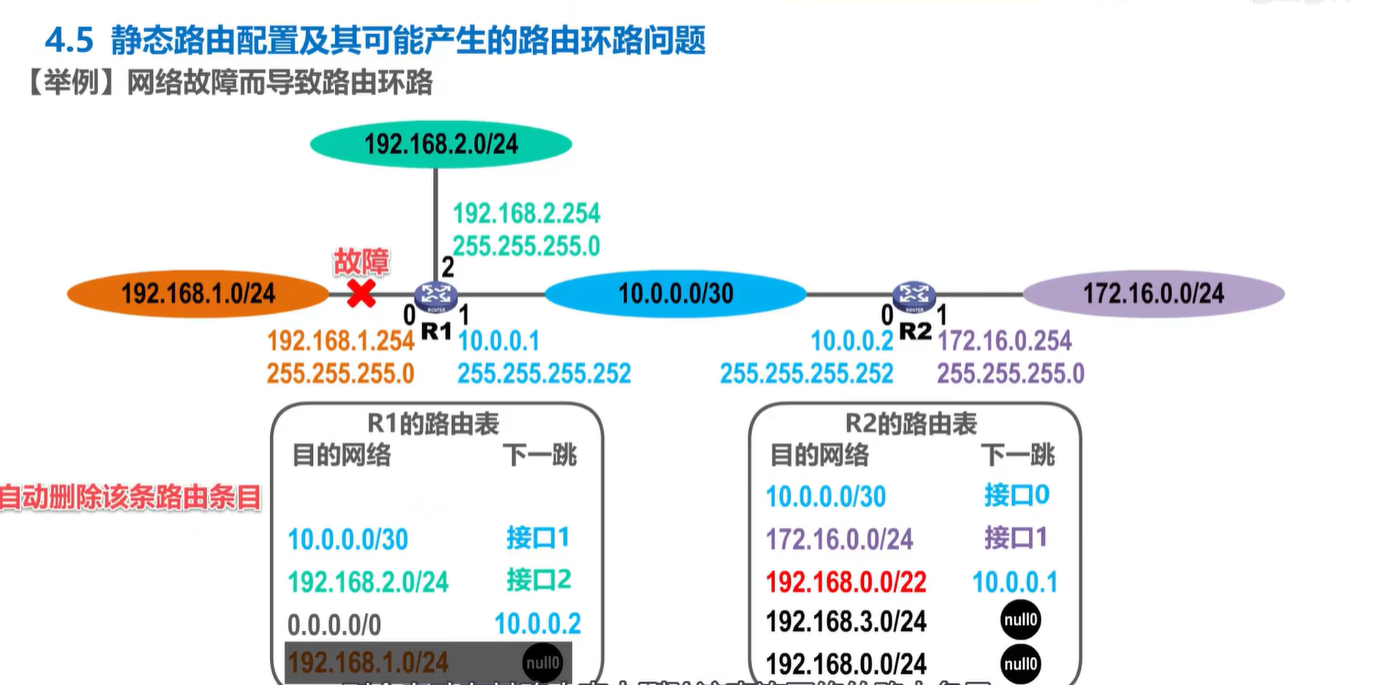 4.5 静态路由配置及其可能产生的路由环路问题
【举例】网络故障而导致路由环路
192.168.2.0/24
192.168.2.254
255.255.255.0
故障
2
192.168.1.0/24
10.0.0.0/30
172.16.0.0/24
0
R1
1
0
R2
1
192.168.1.254
255.255.255.0
10.0.0.1
255.255.255.252
10.0.0.2
255.255.255.252
172.16.0.254
255.255.255.0
自动删除该条路由条目
R1的路由表
目的网络 下一跳
10.0.0.0/30 接口1
192.168.2.0/24 接口2
0.0.0.0/0 10.0.0.2
192.168.1.0/24 null0
R2的路由表
目的网络 下一跳
10.0.0.0/30 接口0
172.16.0.0/24 接口1
192.168.0.0/22 10.0.0.1
192.168.3.0/24 null0
192.168.0.0/24 null0